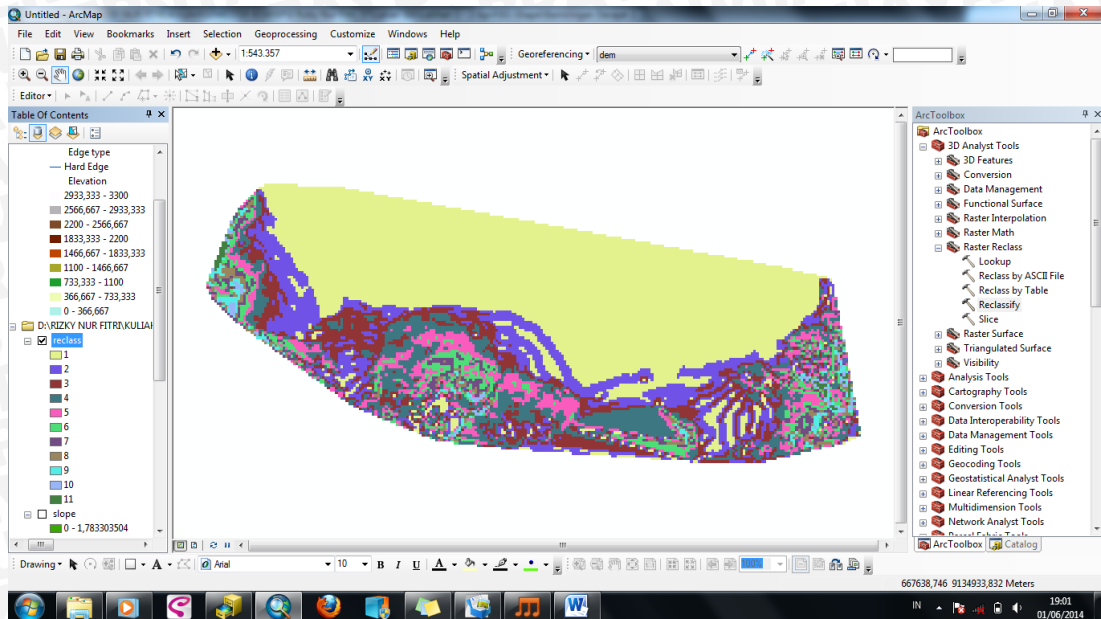 Untitled - ArcMap
File Edit View Bookmarks Insert Selection Geoprocessing Customize Windows Help
1:543.357 Georeferencing dem
Spatial Adjustment
Editor
Table Of Contents
Edge type
Hard Edge
Elevation
2933,333 - 3300
2566,667 - 2933,333
2200 - 2566,667
1833,333 - 2200
1466,667 - 1833,333
1100 - 1466,667
733,333 - 1100
366,667 - 733,333
0 - 366,667
D:\RIZKY NUR FITRI\KULIAH
reclass
1
2
3
4
5
6
7
8
9
10
11
slope
0 - 1,783303504
ArcToolbox
ArcToolbox
3D Analyst Tools
3D Features
Conversion
Data Management
Functional Surface
Raster Interpolation
Raster Math
Raster Reclass
Lookup
Reclass by ASCII File
Reclass by Table
Reclassify
Slice
Raster Surface
Triangulated Surface
Visibility
Analysis Tools
Cartography Tools
Conversion Tools
Data Interoperability Tools
Data Management Tools
Editing Tools
Geocoding Tools
Geostatistical Analyst Tools
Linear Referencing Tools
Multidimension Tools
Network Analyst Tools
Parcel Fabric Tools
ArcToolbox Catalog
Drawing A Arial 10 B I U A 100%
667638,746 9134933,832 Meters
IN 19:01
01/06/2014